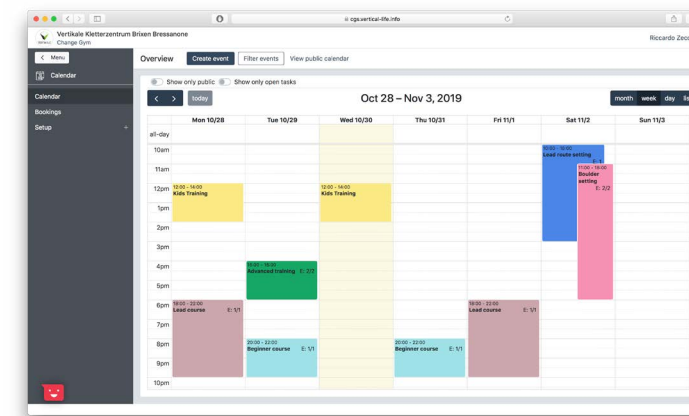 cgs.vertical-life.info
Vertikale Kletterzentrum Brixen Bressanone
Change Gym
Riccardo Zecc
Menu
Overview
Create event
Filter events
View public calendar
Calendar
Show only public
Show only open tasks
Calendar
today
Oct 28 – Nov 3, 2019
month week day lis
Bookings
Setup +
Mon 10/28 Tue 10/29 Wed 10/30 Thu 10/31 Fri 11/1 Sat 11/2 Sun 11/3
all-day
10am
10:00 - 15:00
Lead route setting
E: 1
11am
11:00 - 18:00
Boulder
setting
E: 2/2
12pm
12:00 - 14:00
Kids Training
12:00 - 14:00
Kids Training
1pm
2pm
3pm
4pm
16:00 - 18:00
Advanced training E: 2/2
5pm
6pm
18:00 - 22:00
Lead course E: 1/1
18:00 - 22:00
Lead course E: 1/1
7pm
8pm
20:00 - 22:00
Beginner course E: 1/1
20:00 - 22:00
Beginner course E: 1/1
9pm
10pm